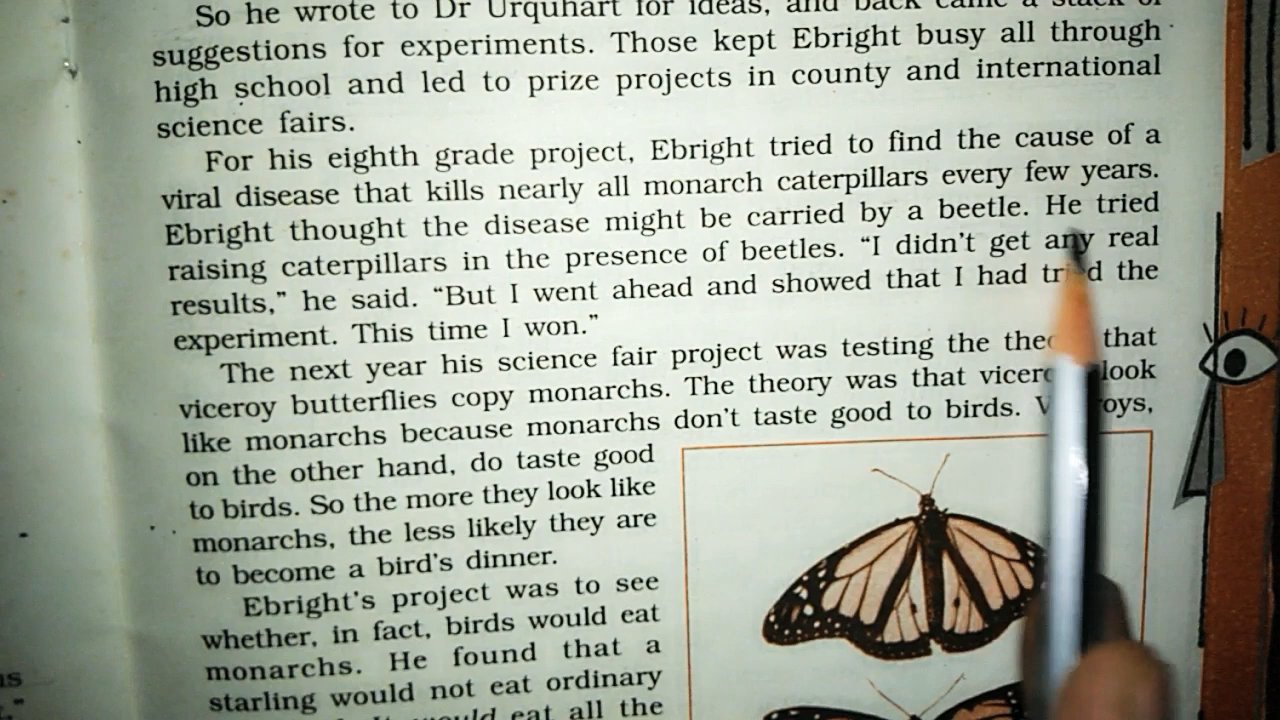 So he wrote to Dr Urquhart for ideas, and back came a stack of
suggestions for experiments. Those kept Ebright busy all through
high school and led to prize projects in county and international
science fairs.
For his eighth grade project, Ebright tried to find the cause of a
viral disease that kills nearly all monarch caterpillars every few years.
Ebright thought the disease might be carried by a beetle. He tried
raising caterpillars in the presence of beetles. “I didn’t get any real
results,” he said. “But I went ahead and showed that I had tried the
experiment. This time I won.”
The next year his science fair project was testing the that
viceroy butterflies copy monarchs. The theory was that look
like monarchs because monarchs don’t taste good to birds.
on the other hand, do taste good
to birds. So the more they look like
monarchs, the less likely they are
to become a bird’s dinner.
Ebright’s project was to see
whether, in fact, birds would eat
monarchs. He found that a
starling would not eat ordinary
would eat all the